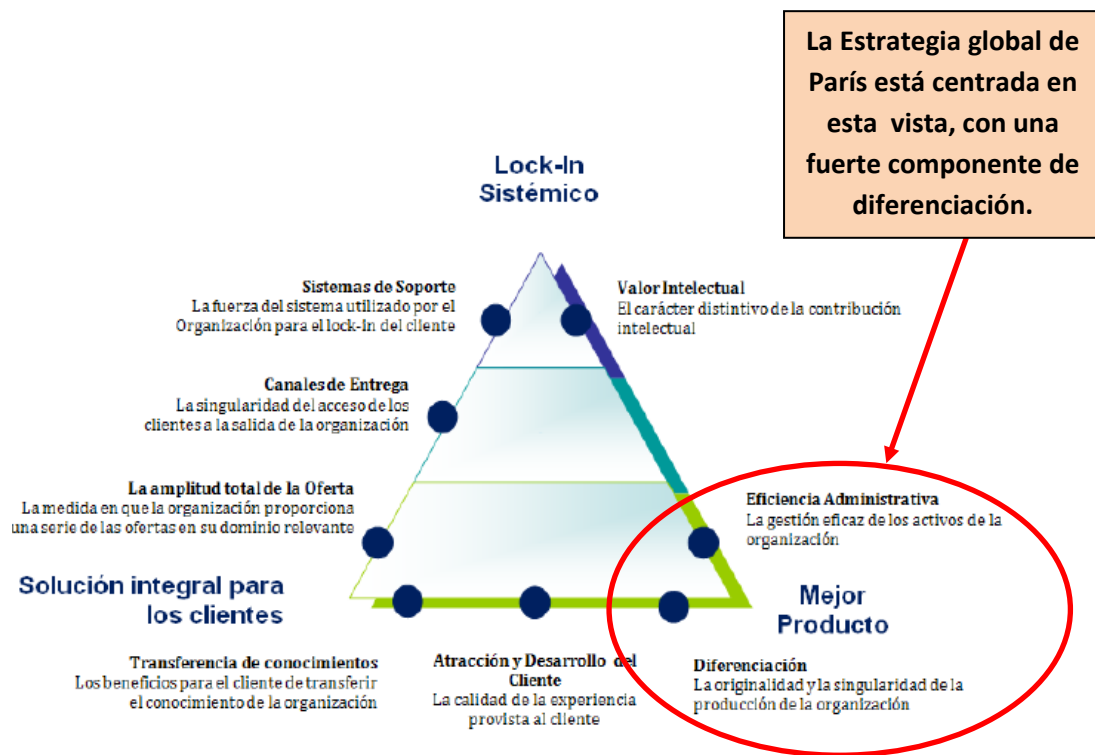 La Estrategia global de
París está centrada en
esta vista, con una
fuerte componente de
diferenciación.
Lock-In
Sistémico
Sistemas de Soporte
La fuerza del sistema utilizado por el
Organización para el lock-in del cliente
Valor Intelectual
El carácter distintivo de la contribución
intelectual
Canales de Entrega
La singularidad del acceso de los
clientes a la salida de la organización
La amplitud total de la Oferta
La medida en que la organización proporciona
una serie de las ofertas en su dominio relevante
Eficiencia Administrativa
La gestión eficaz de los activos de la
organización
Solución integral para
los clientes
Mejor
Producto
Transferencia de conocimientos
Los beneficios para el cliente de transferir
el conocimiento de la organización
Atracción y Desarrollo del
Cliente
La calidad de la experiencia
provista al cliente
Diferenciación
La originalidad y la singularidad de la
producción de la organización